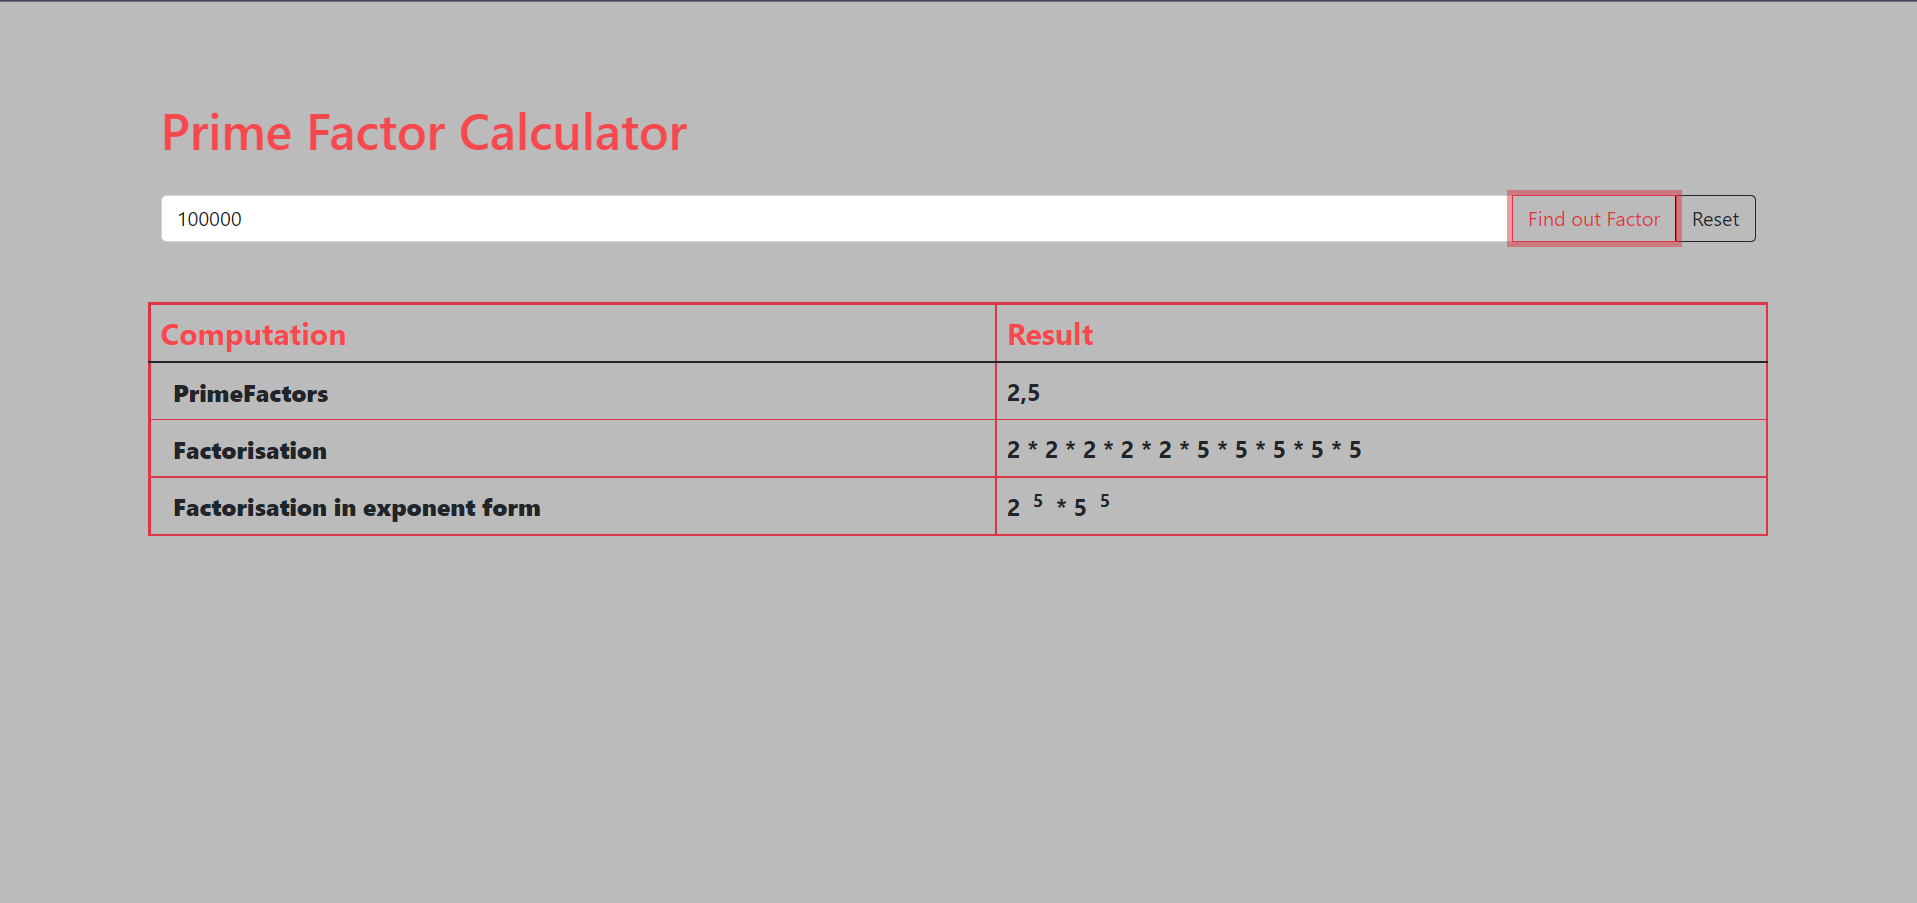 Prime Factor Calculator
100000 Find out Factor Reset
Computation Result
PrimeFactors 2,5
Factorisation 2 * 2 * 2 * 2 * 2 * 5 * 5 * 5 * 5 * 5
Factorisation in exponent form 2 ⁵ * 5 ⁵